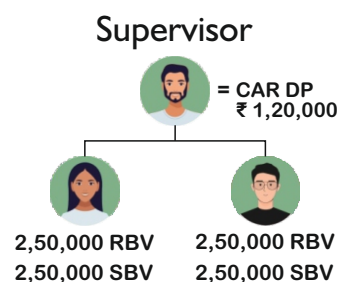 Supervisor
= CAR DP
₹ 1,20,000
2,50,000 RBV
2,50,000 SBV
2,50,000 RBV
2,50,000 SBV